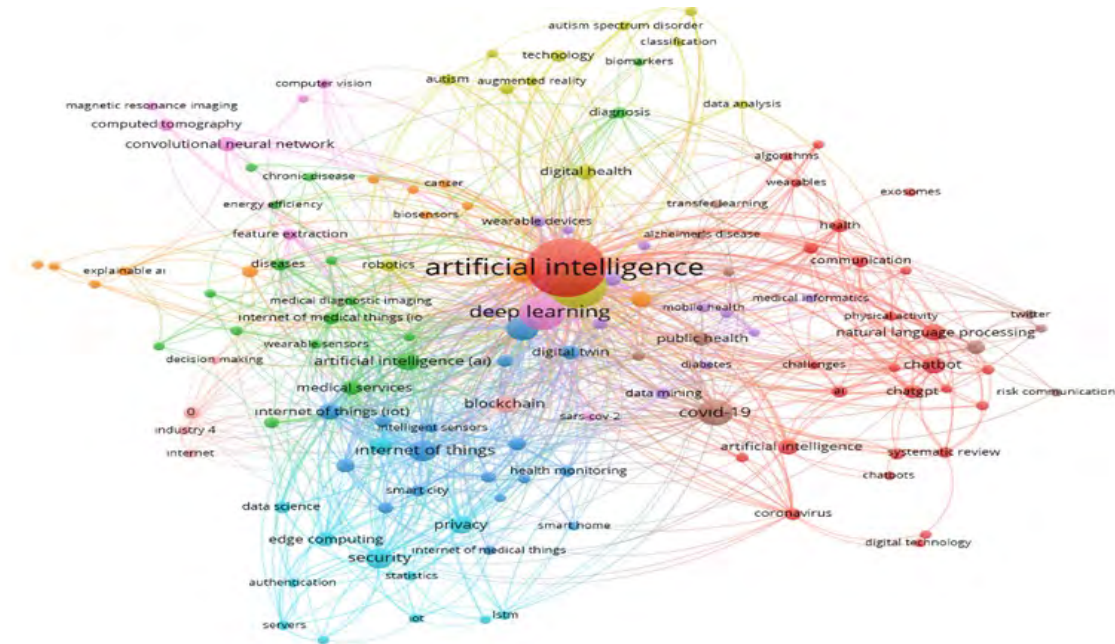 autism spectrum disorder
classification
technology
biomarkers
computer vision
autism
augmented reality
magnetic resonance imaging
data analysis
diagnosis
computed tomography
convolutional neural network
algorithms
chronic disease
digital health
cancer
wearables
exosomes
energy efficiency
transfer learning
biosensors
wearable devices
health
feature extraction
alzheimer's disease
diseases
robotics
artificial intelligence
communication
explainable ai
medical diagnostic imaging
mobile health
medical informatics
deep learning
internet of medical things (io
physical activity
twitter
natural language processing
wearable sensors
public health
digital twin
decision making
artificial intelligence (ai)
diabetes
challenges
chatbot
medical services
data mining
ai
chatgpt
risk communication
blockchain
0
internet of things (iot)
sars-cov-2
covid-19
industry 4
intelligent sensors
internet
internet of things
artificial intelligence
systematic review
health monitoring
chatbots
smart city
data science
privacy
smart home
coronavirus
edge computing
internet of medical things
digital technology
security
statistics
authentication
servers
iot
lstm